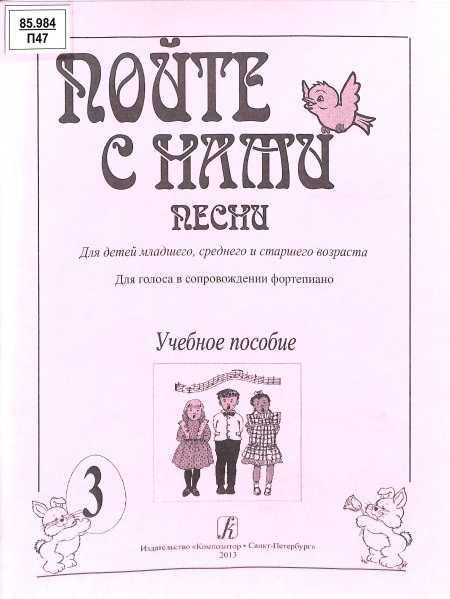 85.984
П47
ПОЙТЕ
С НАМИ
ПЕСНИ
Для детей младшего, среднего и старшего возраста
Для голоса в сопровождении фортепиано
Учебное пособие
3
Издательство «Композитор • Санкт-Петербург»
2013